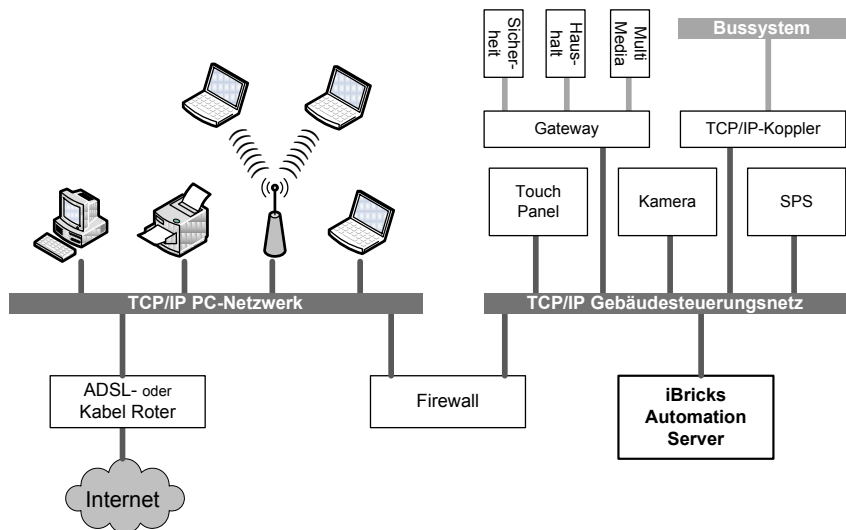 Sicher-
heit
Haus-
halt
Multi
Media
Bussystem
Gateway
TCP/IP-Koppler
Touch
Panel
Kamera
SPS
TCP/IP PC-Netzwerk
TCP/IP Gebäudesteuerungsnetz
ADSL- oder
Kabel Roter
Firewall
iBricks
Automation
Server
Internet